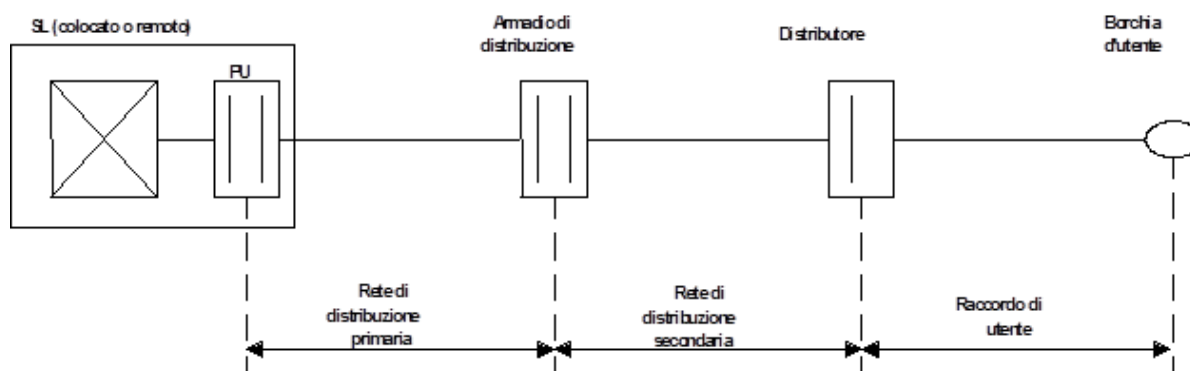 SL (colocato o remoto)
Armadio di
distribuzione
Distributore
Borchia
d'utente
PU
Rete di
distribuzione
primaria
Rete di
distribuzione
secondaria
Raccordo di
utente